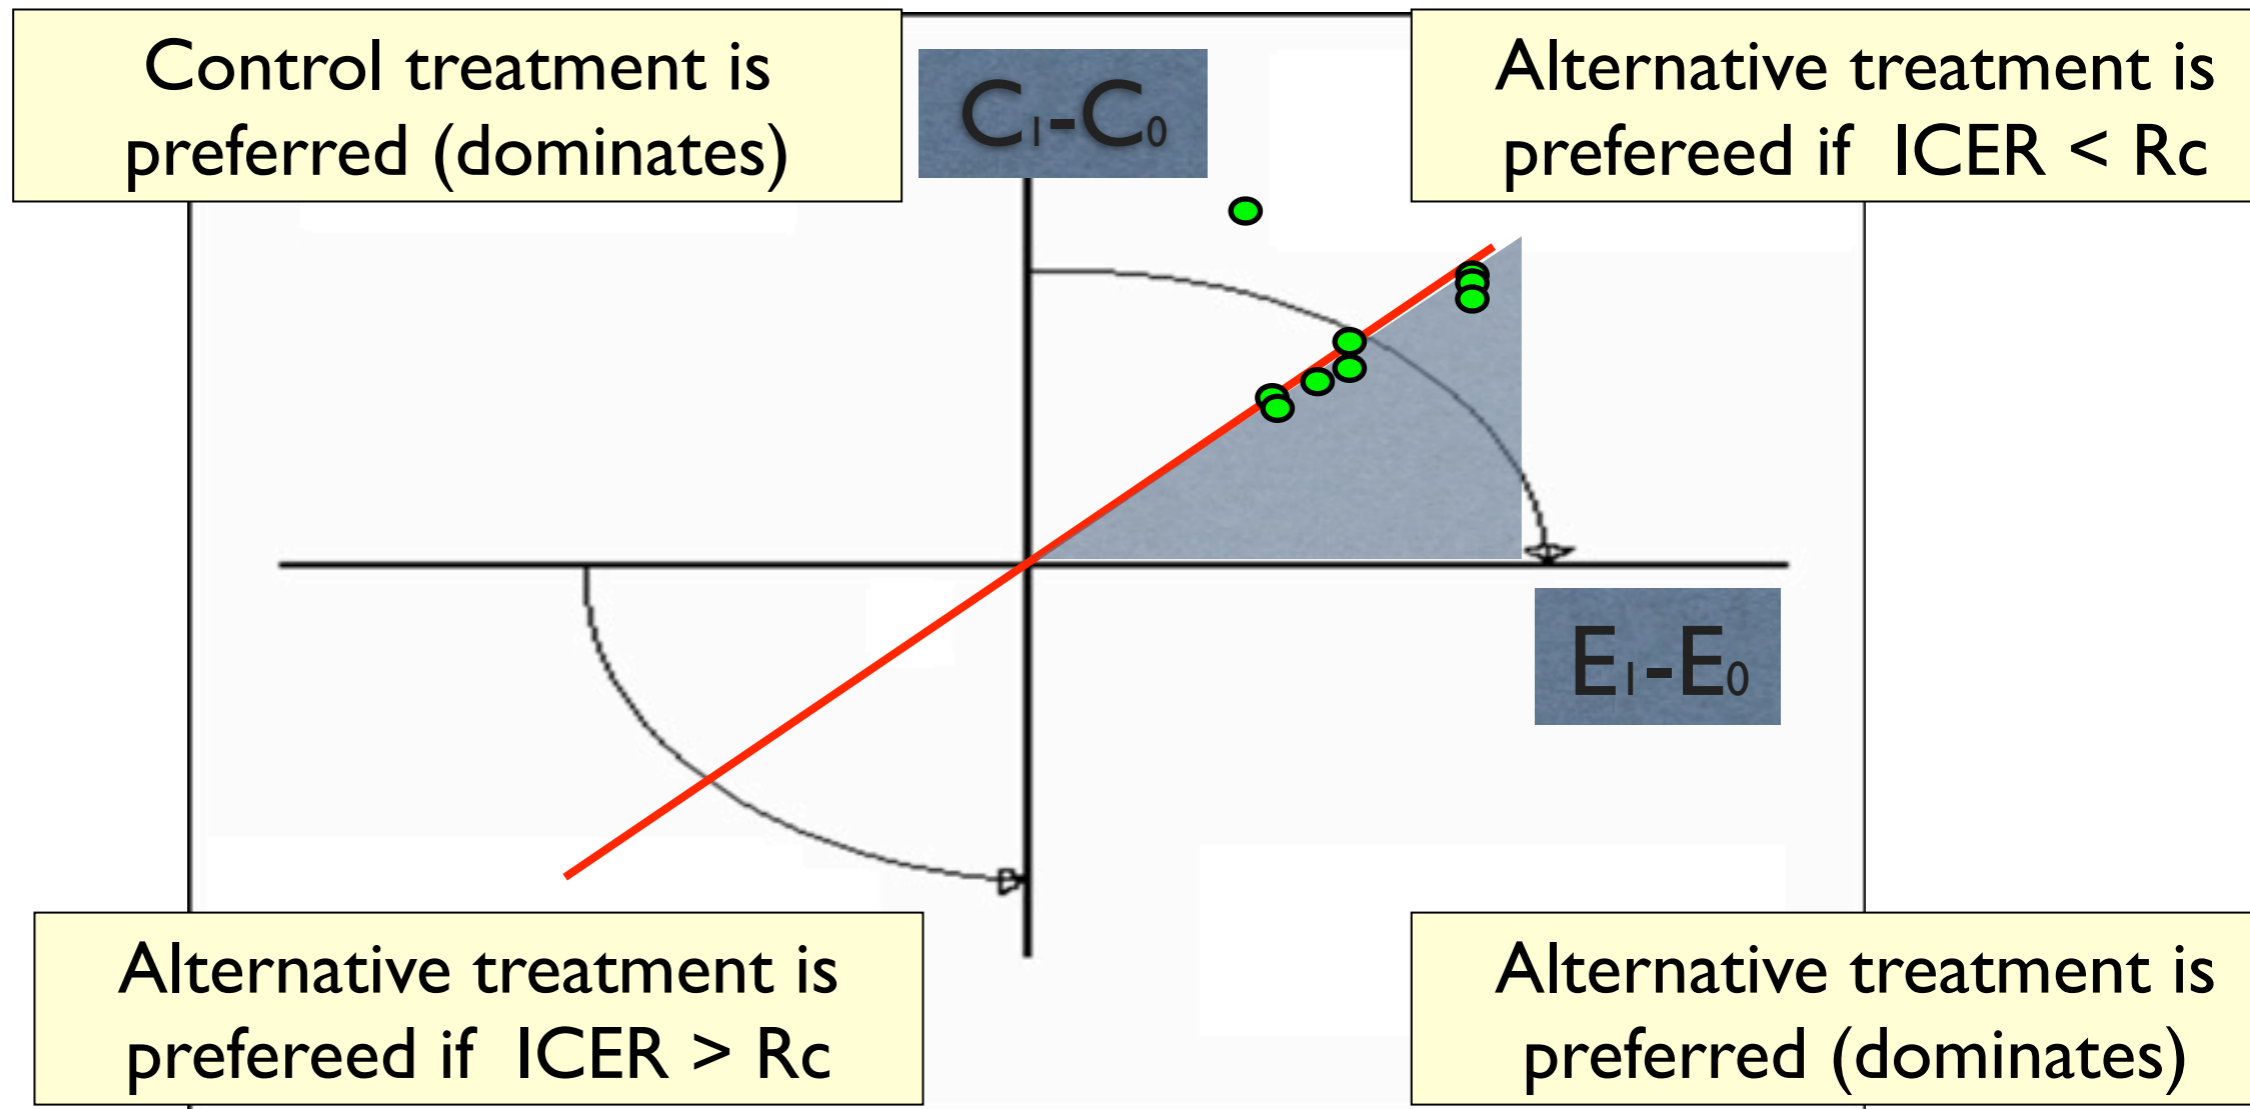 Control treatment is
preferred (dominates)
C1-C0
Alternative treatment is
prefereed if ICER < Rc
E1-E0
Alternative treatment is
prefereed if ICER > Rc
Alternative treatment is
preferred (dominates)